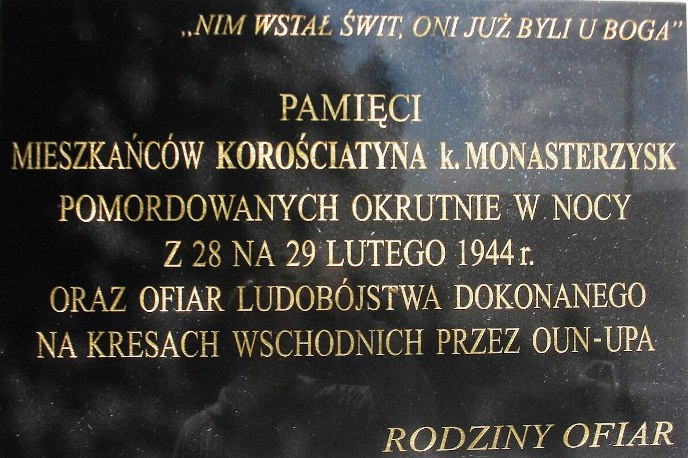 „NIM WSTAŁ ŚWIT, ONI JUŻ BYLI U BOGA”
PAMIĘCI
MIESZKAŃCÓW KOROŚCIATYNA k. MONASTERZYSK
POMORDOWANYCH OKRUTNIE W NOCY
Z 28 NA 29 LUTEGO 1944 r.
ORAZ OFIAR LUDOBÓJSTWA DOKONANEGO
NA KRESACH WSCHODNICH PRZEZ OUN-UPA
RODZINY OFIAR